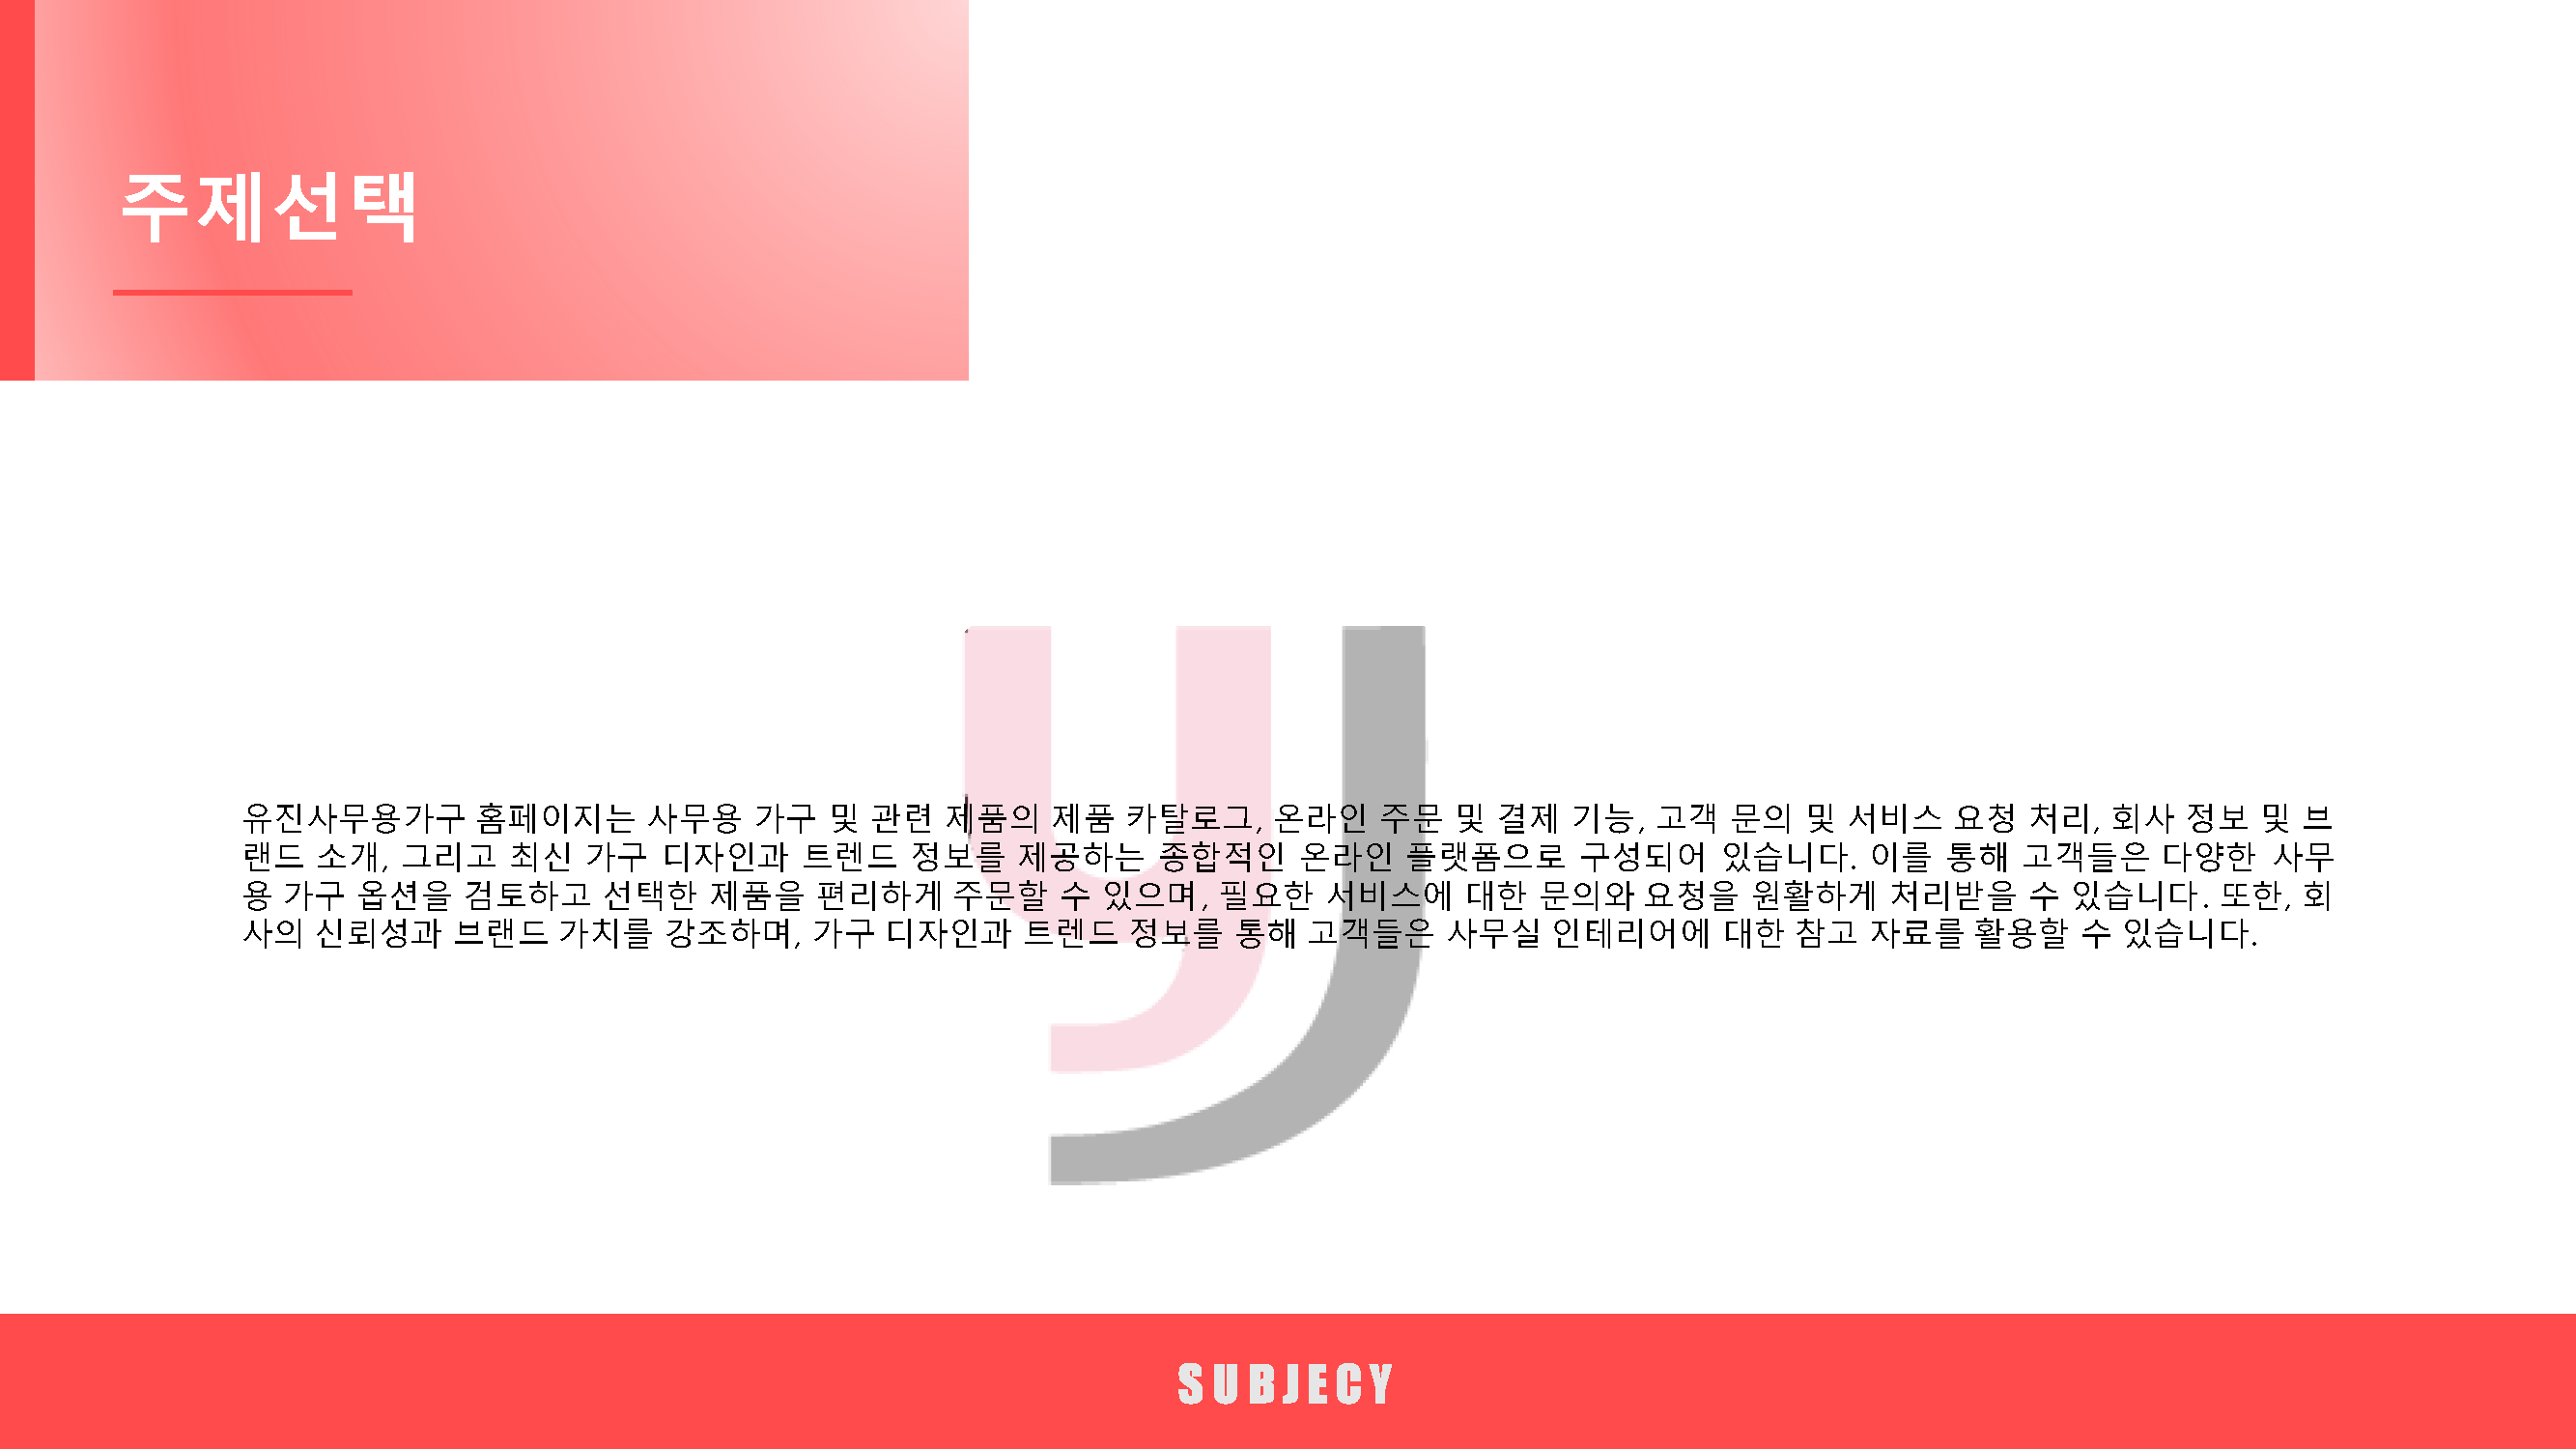 주제선택
유진사무용가구 홈페이지는 사무용 가구 및 관련 제품의 제품 카탈로그, 온라인 주문 및 결제 기능, 고객 문의 및 서비스 요청 처리, 회사 정보 및 브
랜드 소개, 그리고 최신 가구 디자인과 트렌드 정보를 제공하는 종합적인 온라인 플랫폼으로 구성되어 있습니다. 이를 통해 고객들은 다양한 사무
용 가구 옵션을 검토하고 선택한 제품을 편리하게 주문할 수 있으며, 필요한 서비스에 대한 문의와 요청을 원활하게 처리받을 수 있습니다. 또한, 회
사의 신뢰성과 브랜드 가치를 강조하며, 가구 디자인과 트렌드 정보를 통해 고객들은 사무실 인테리어에 대한 참고 자료를 활용할 수 있습니다.
SUBJECY